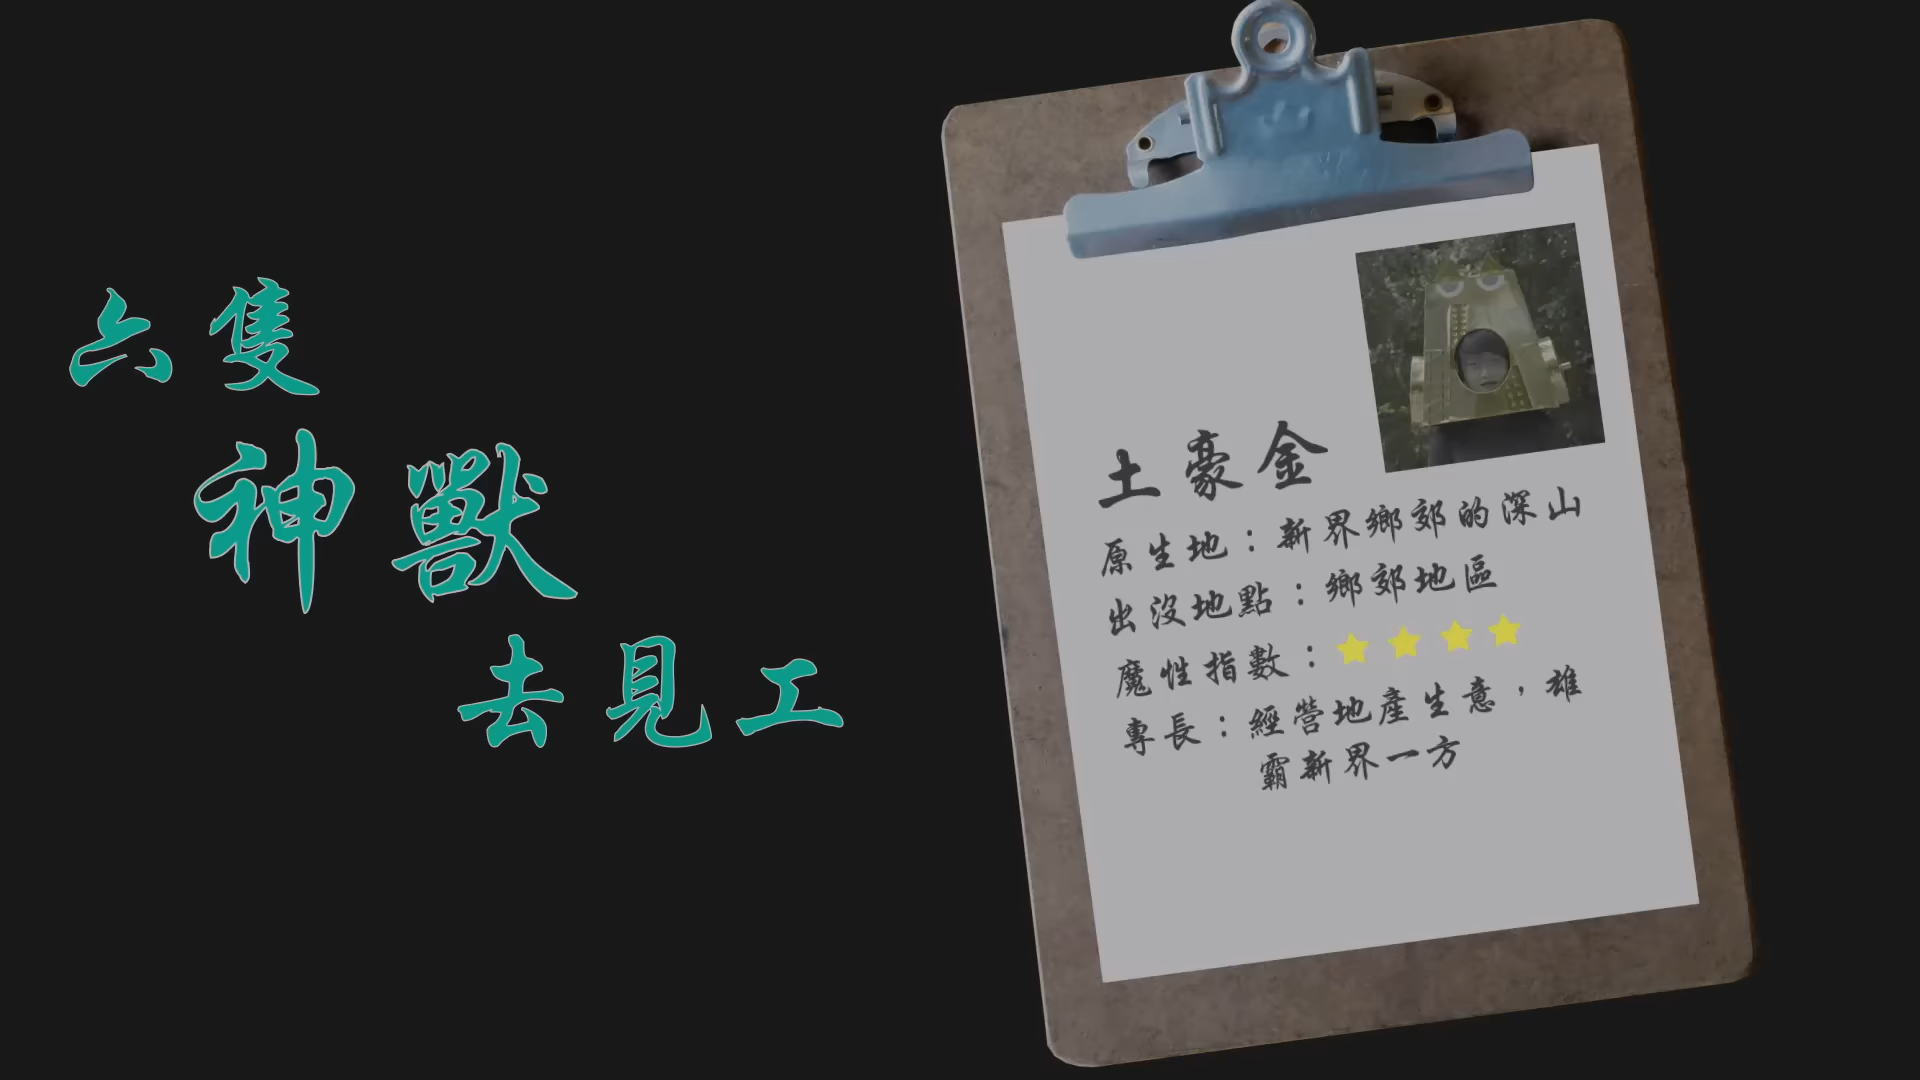 六隻
神獸
去見工
土豪金
原生地：新界鄉郊的深山
出沒地點：鄉郊地區
魔性指數：★★★★
專長：經營地產生意，雄
霸新界一方